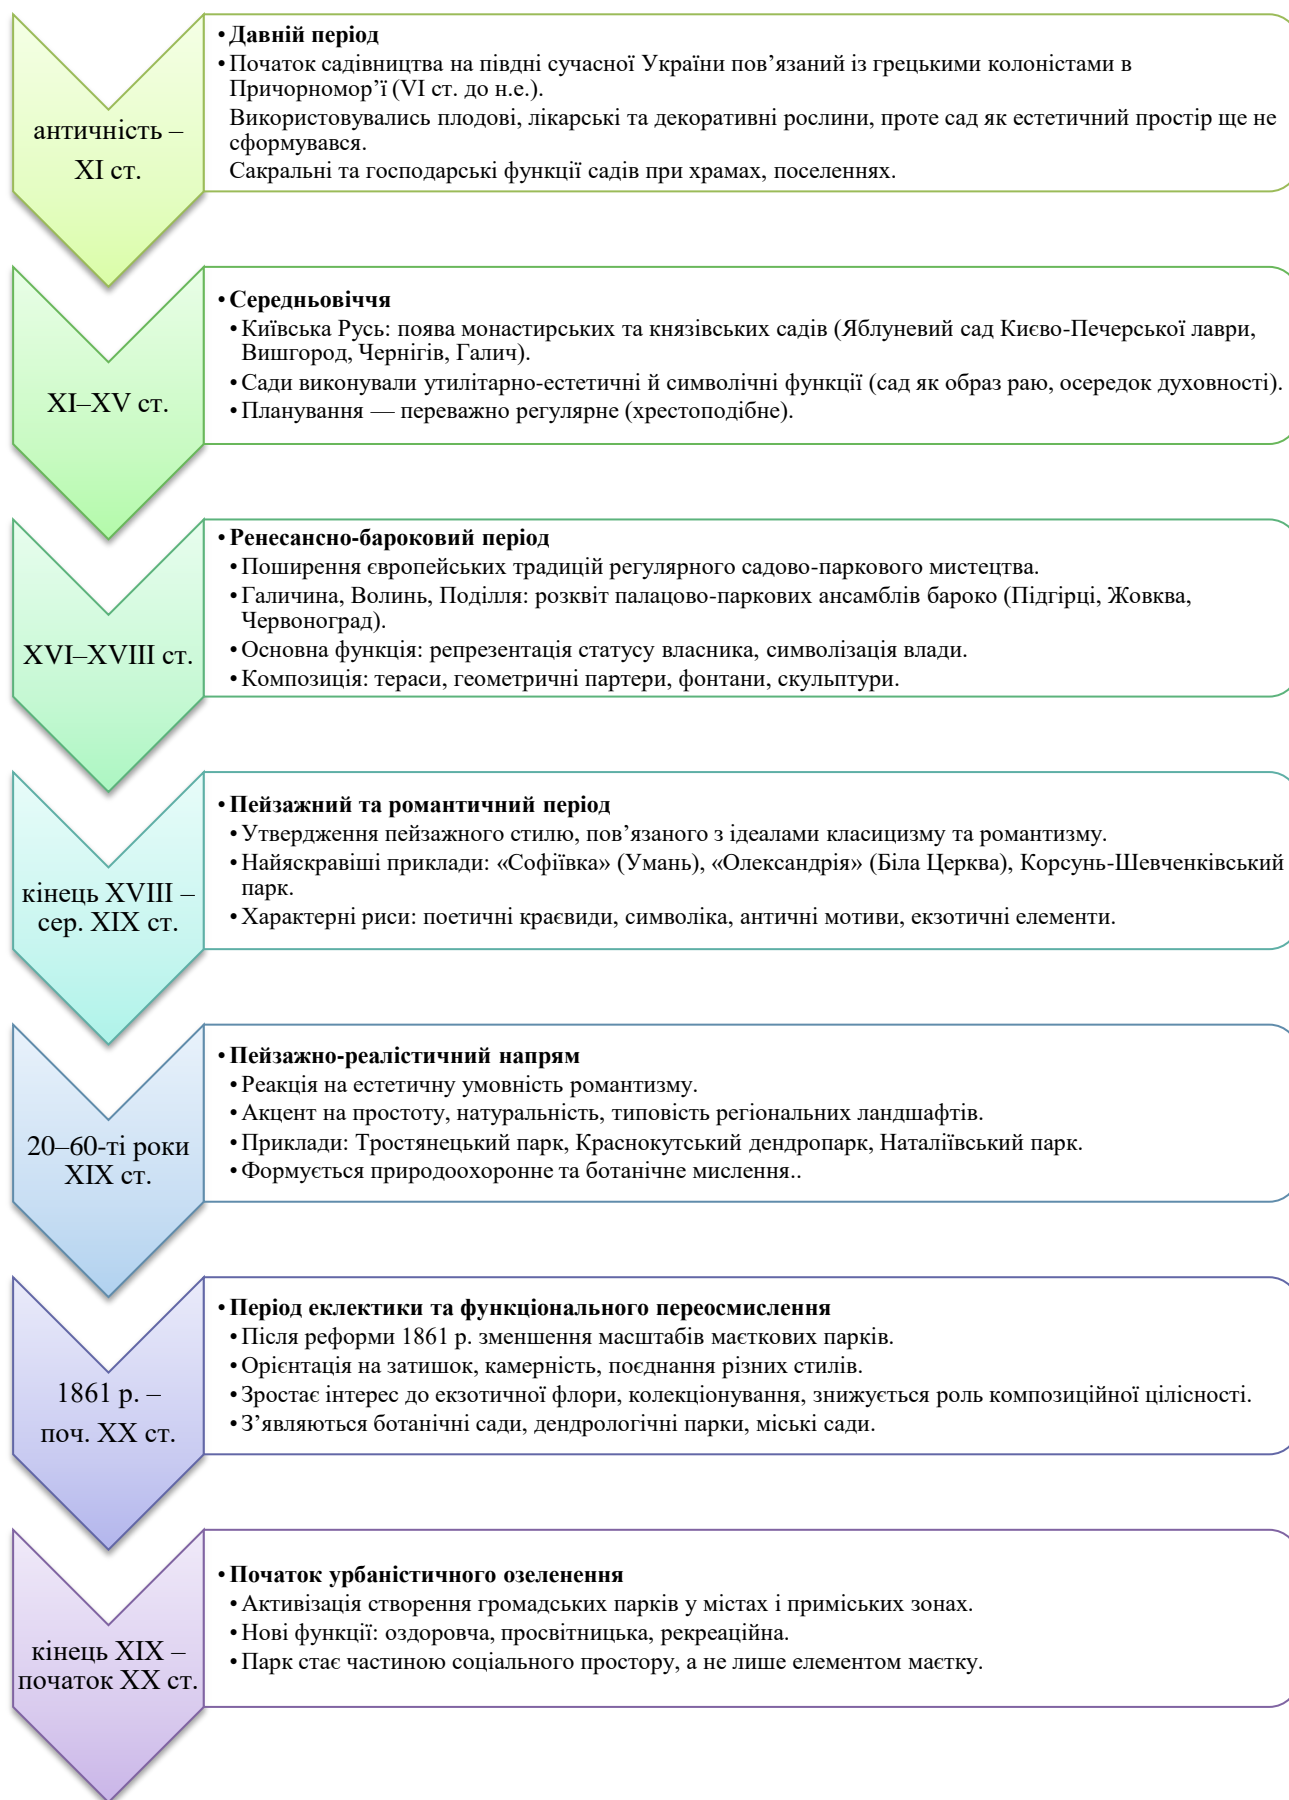 античність –
XI ст.
• Давній період
• Початок садівництва на півдні сучасної України пов’язаний із грецькими колоністами в
Причорномор’ї (VI ст. до н.е.).
Використовувались плодові, лікарські та декоративні рослини, проте сад як естетичний простір ще не
сформувався.
Сакральні та господарські функції садів при храмах, поселеннях.
XI–XV ст.
• Середньовіччя
• Київська Русь: поява монастирських та князівських садів (Яблуневий сад Києво-Печерської лаври,
Вишгород, Чернігів, Галич).
• Сади виконували утилітарно-естетичні й символічні функції (сад як образ раю, осередок духовності).
• Планування — переважно регулярне (хрестоподібне).
XVI–XVIII ст.
• Ренесансно-бароковий період
• Поширення європейських традицій регулярного садово-паркового мистецтва.
• Галичина, Волинь, Поділля: розквіт палацово-паркових ансамблів бароко (Підгірці, Жовква,
Червоноград).
• Основна функція: репрезентація статусу власника, символізація влади.
• Композиція: тераси, геометричні партери, фонтани, скульптури.
кінець XVIII –
сер. XIX ст.
• Пейзажний та романтичний період
• Утвердження пейзажного стилю, пов’язаного з ідеалами класицизму та романтизму.
• Найяскравіші приклади: «Софіївка» (Умань), «Олександрія» (Біла Церква), Корсунь-Шевченківський
парк.
• Характерні риси: поетичні краєвиди, символіка, античні мотиви, екзотичні елементи.
20–60-ті роки
XIX ст.
• Пейзажно-реалістичний напрям
• Реакція на естетичну умовність романтизму.
• Акцент на простоту, натуральність, типовість регіональних ландшафтів.
• Приклади: Тростянецький парк, Краснокутський дендропарк, Наталіївський парк.
• Формується природоохоронне та ботанічне мислення..
1861 р. –
поч. XX ст.
• Період еклектики та функціонального переосмислення
• Після реформи 1861 р. зменшення масштабів маєткових парків.
• Орієнтація на затишок, камерність, поєднання різних стилів.
• Зростає інтерес до екзотичної флори, колекціонування, знижується роль композиційної цілісності.
• З’являються ботанічні сади, дендрологічні парки, міські сади.
кінець XIX –
початок XX ст.
• Початок урбаністичного озеленення
• Активізація створення громадських парків у містах і приміських зонах.
• Нові функції: оздоровча, просвітницька, рекреаційна.
• Парк стає частиною соціального простору, а не лише елементом маєтку.